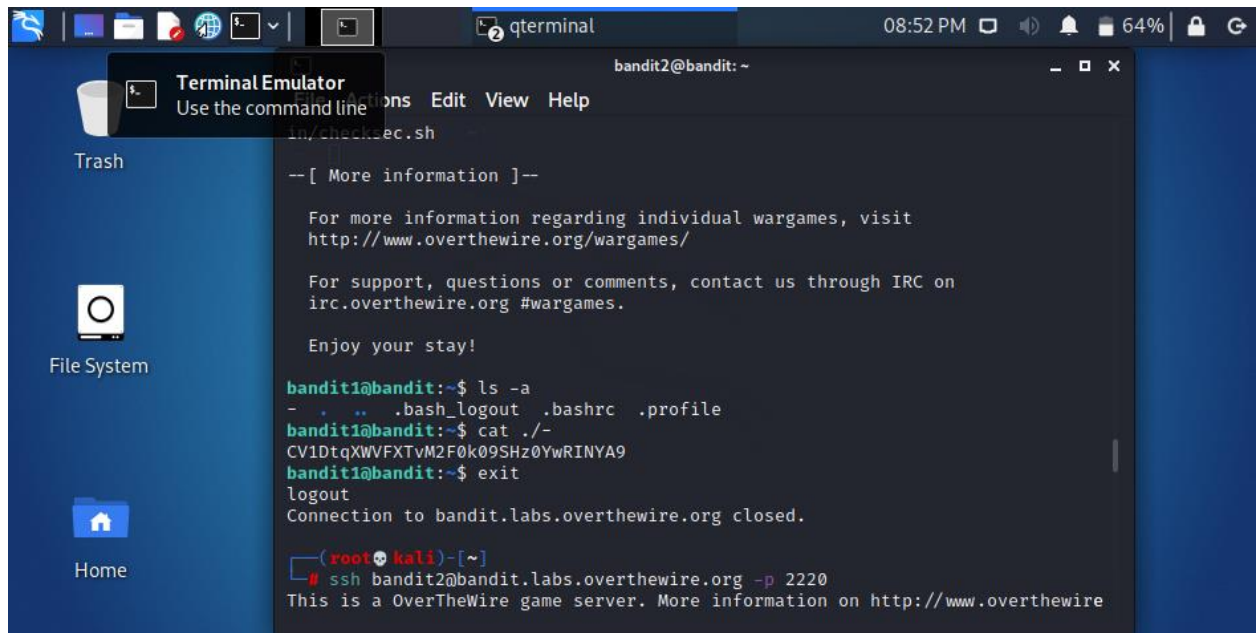 qterminal
08:52 PM
64%
bandit2@bandit: ~
Terminal Emulator
Use the command line
Actions Edit View Help
in/checksec.sh
Trash
--[ More information ]--
For more information regarding individual wargames, visit
http://www.overthewire.org/wargames/
For support, questions or comments, contact us through IRC on
irc.overthewire.org #wargames.
Enjoy your stay!
File System
bandit1@bandit:~$ ls -a
- . .. .bash_logout .bashrc .profile
bandit1@bandit:~$ cat ./-
CV1DtqXWVFXTvM2F0k09SHz0YwRINYA9
bandit1@bandit:~$ exit
logout
Connection to bandit.labs.overthewire.org closed.
(root💀kali)-[~]
# ssh bandit2@bandit.labs.overthewire.org -p 2220
This is a OverTheWire game server. More information on http://www.overthewire
Home